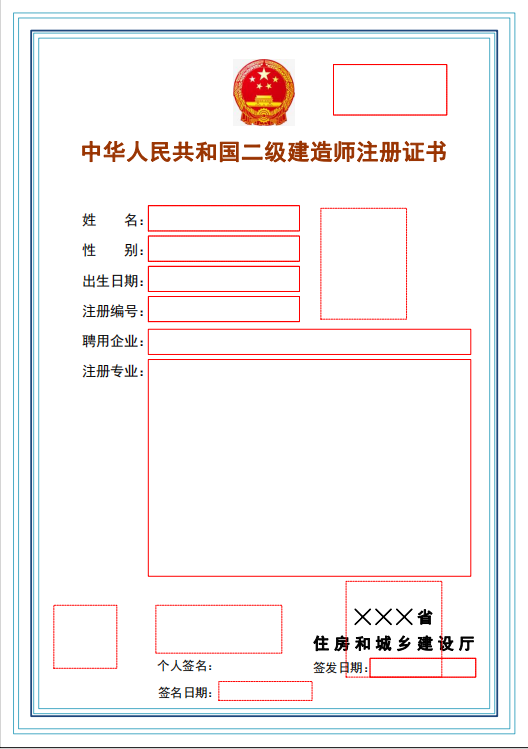 中华人民共和国二级建造师注册证书
姓 名：
性 别：
出生日期：
注册编号：
聘用企业：
注册专业：
×××省
住房和城乡建设厅
个人签名：
签发日期：
签名日期：